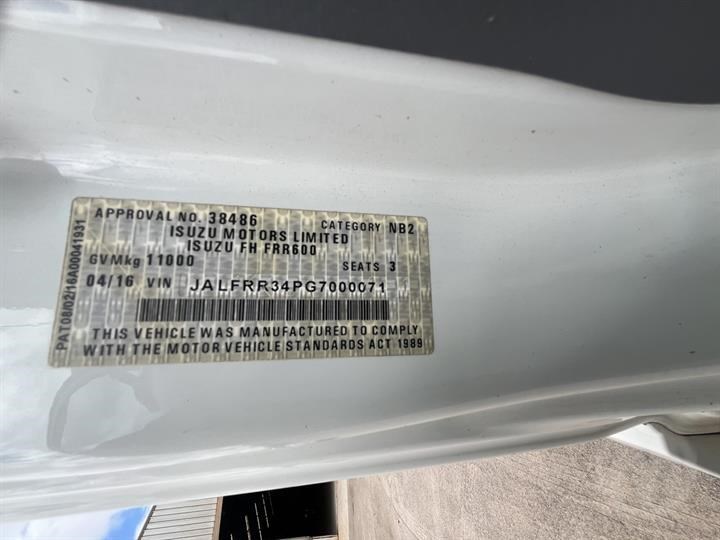 APPROVAL NO. 38486 CATEGORY NB2
ISUZU MOTORS LIMITED
ISUZU FH FRR600
GVMkg 11000 SEATS 3
04/16 VIN JALFRR34PG7000071
THIS VEHICLE WAS MANUFACTURED TO COMPLY
WITH THE MOTOR VEHICLE STANDARDS ACT 1989
PAT08/02/16A00041931